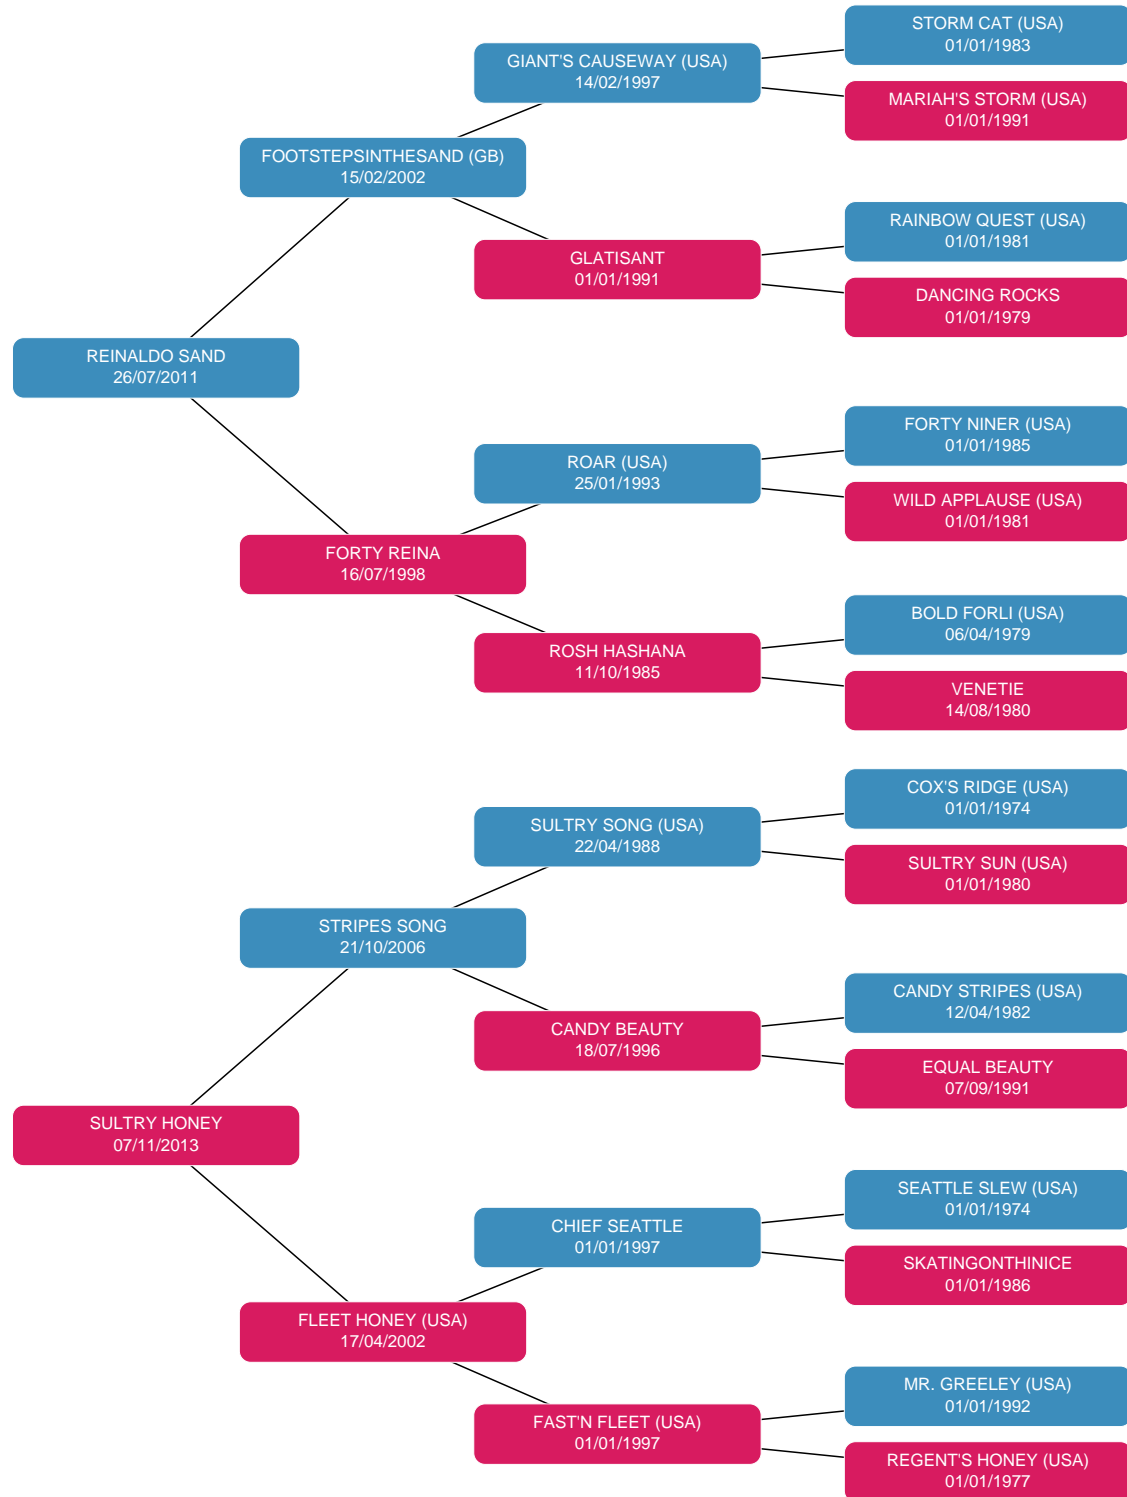 STORM CAT (USA)
01/01/1983
GIANT'S CAUSEWAY (USA)
14/02/1997
MARIAH'S STORM (USA)
01/01/1991
FOOTSTEPSINTHESAND (GB)
15/02/2002
RAINBOW QUEST (USA)
01/01/1981
GLATISANT
01/01/1991
DANCING ROCKS
01/01/1979
REINALDO SAND
26/07/2011
FORTY NINER (USA)
01/01/1985
ROAR (USA)
25/01/1993
WILD APPLAUSE (USA)
01/01/1981
FORTY REINA
16/07/1998
BOLD FORLI (USA)
06/04/1979
ROSH HASHANA
11/10/1985
VENETIE
14/08/1980
COX'S RIDGE (USA)
01/01/1974
SULTRY SONG (USA)
22/04/1988
SULTRY SUN (USA)
01/01/1980
STRIPES SONG
21/10/2006
CANDY STRIPES (USA)
12/04/1982
CANDY BEAUTY
18/07/1996
EQUAL BEAUTY
07/09/1991
SULTRY HONEY
07/11/2013
SEATTLE SLEW (USA)
01/01/1974
CHIEF SEATTLE
01/01/1997
SKATINGONTHINICE
01/01/1986
FLEET HONEY (USA)
17/04/2002
MR. GREELEY (USA)
01/01/1992
FAST'N FLEET (USA)
01/01/1997
REGENT'S HONEY (USA)
01/01/1977